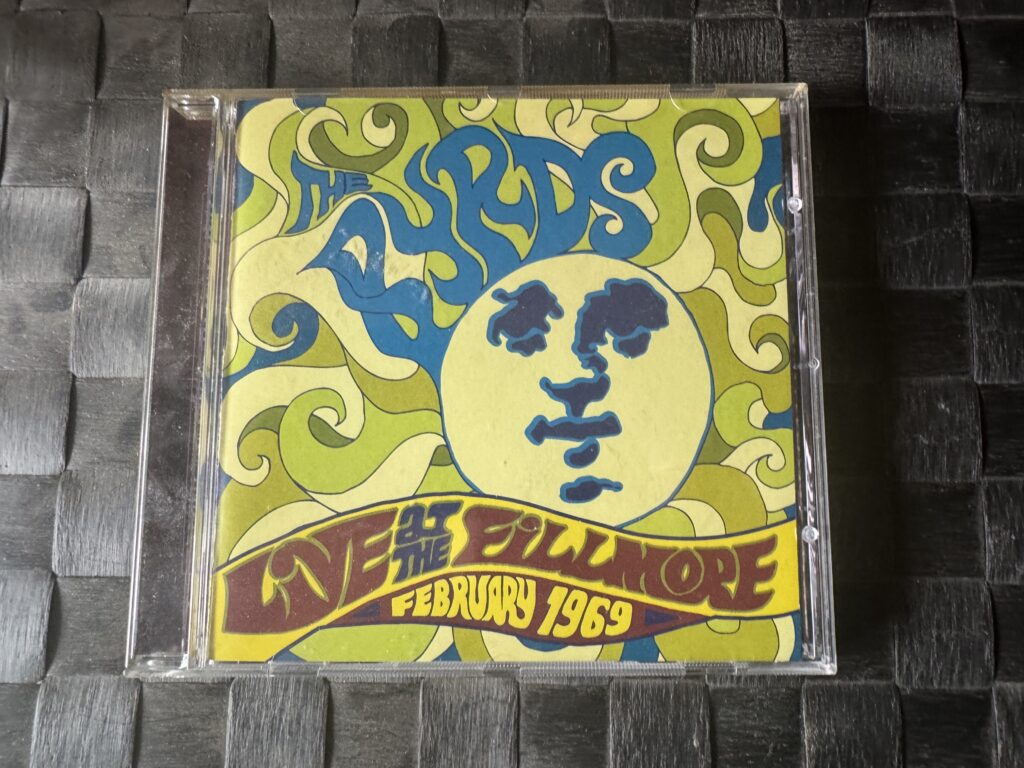 THE BYRDS
LIVE AT THE FILLMORE
FEBRUARY 1969